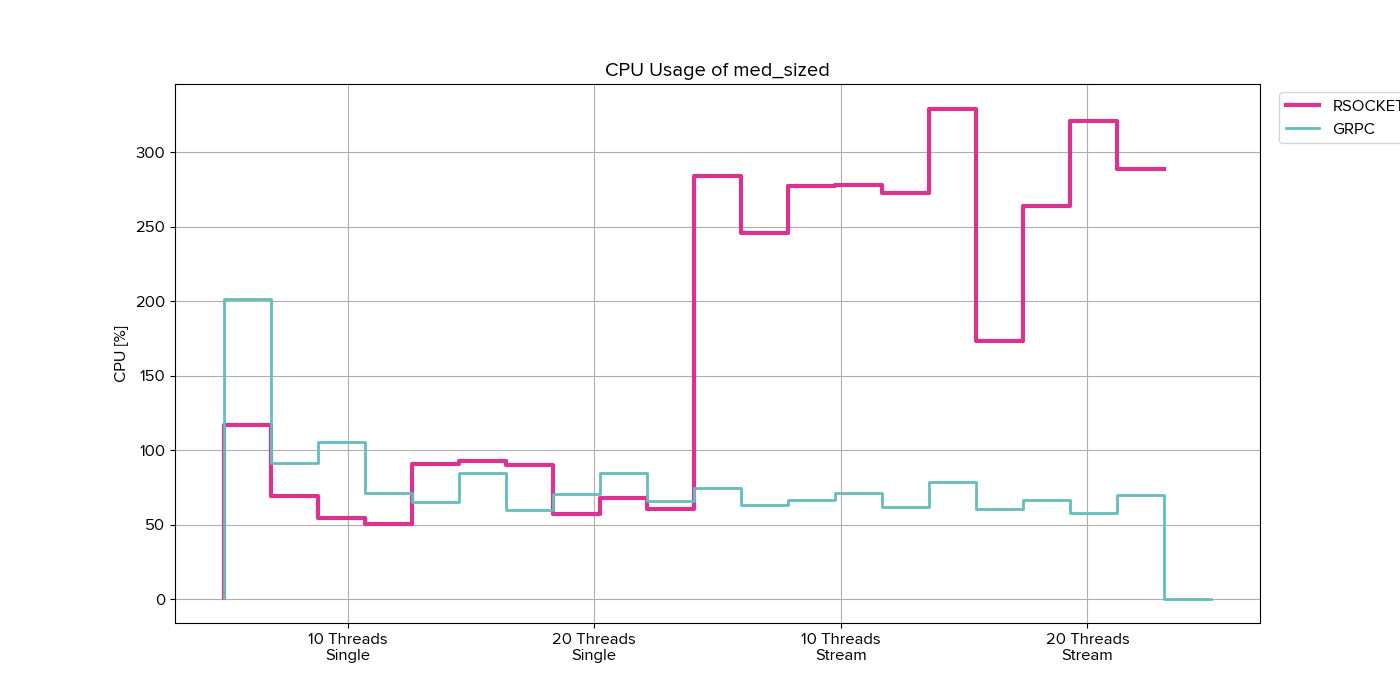 CPU Usage of med_sized
RSOCKET
GRPC
CPU [%]
300
250
200
150
100
50
0
10 Threads
Single
20 Threads
Single
10 Threads
Stream
20 Threads
Stream